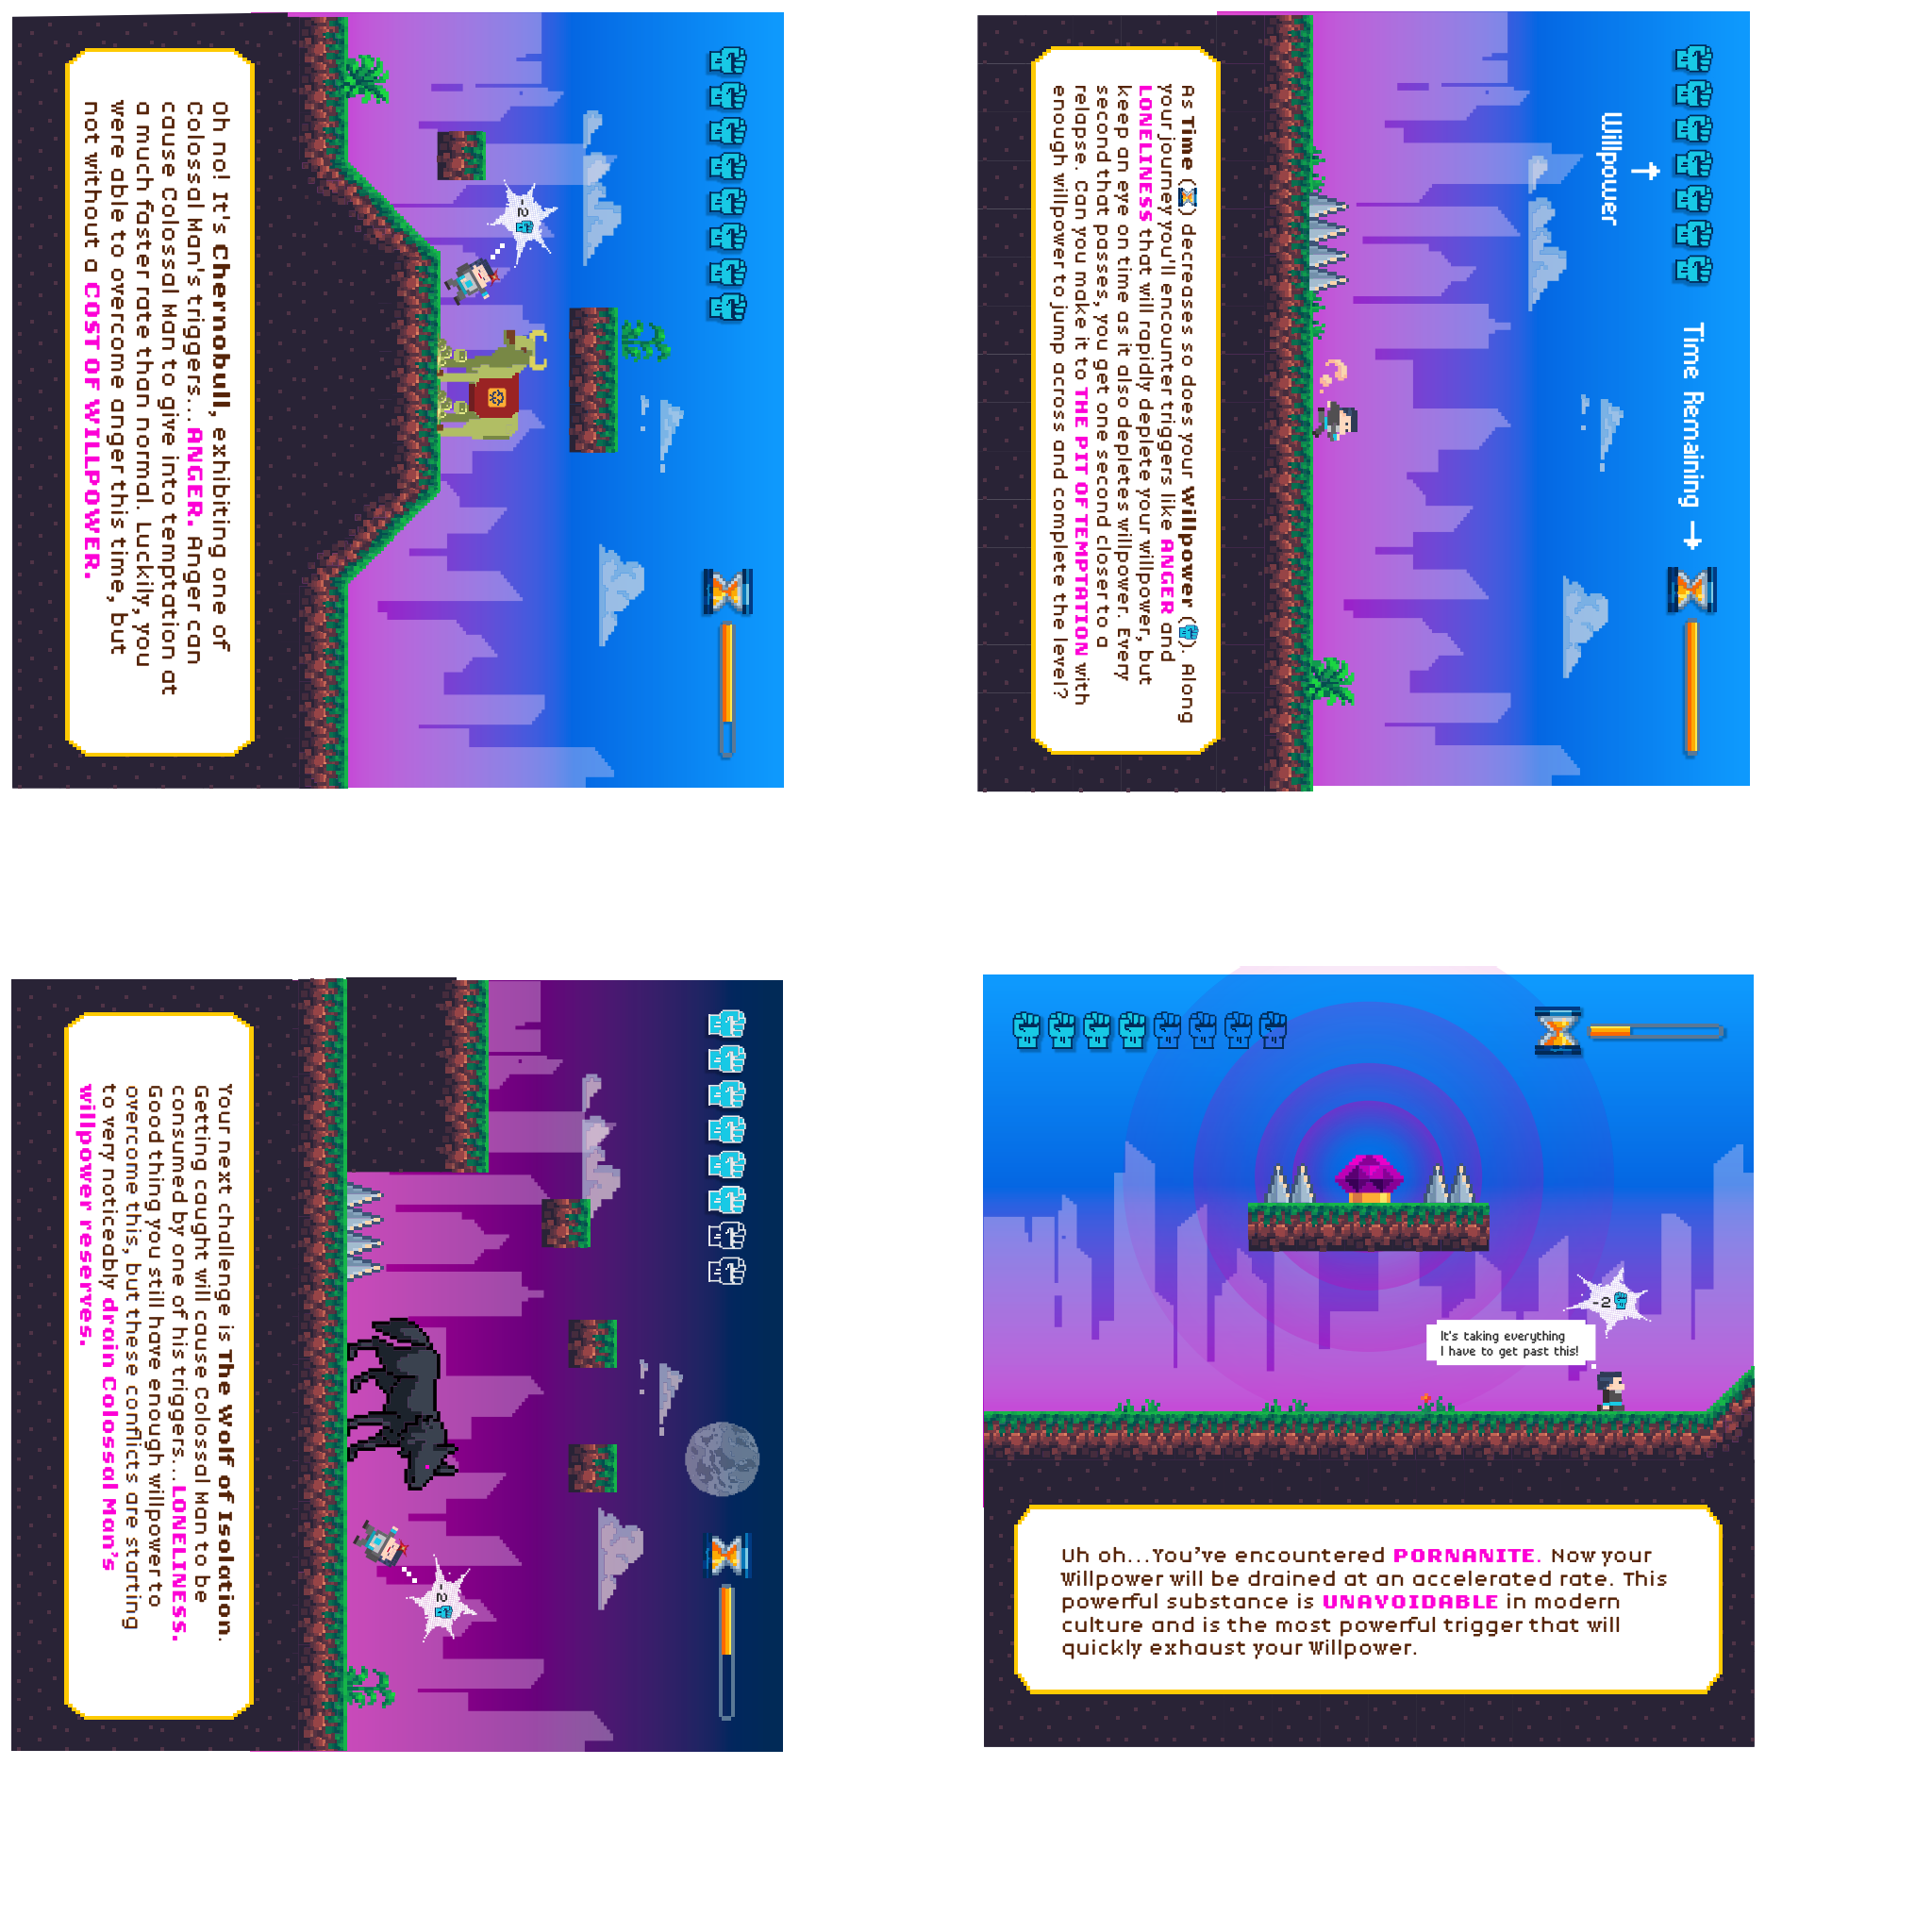 Oh no! It's Chernobull, exhibiting one of
Colossal Man's triggers...ANGER. Anger can
cause Colossal Man to give into temptation at
a much faster rate than normal. Luckily, you
were able to overcome anger this time, but
not without a COST OF WILLPOWER.
-2
Willpower
Time Remaining
As Time ( ) decreases so does your Willpower ( ). Along
your journey you'll encounter triggers like ANGER and
LONELINESS that will rapidly deplete your willpower, but
keep an eye on time as it also depletes willpower. Every
second that passes, you get one second closer to a
relapse. Can you make it to THE PIT OF TEMPTATION with
enough willpower to jump across and complete the level?
Your next challenge is The Wolf of Isolation.
Getting caught will cause Colossal Man to be
consumed by one of his triggers...LONELINESS.
Good thing you still have enough willpower to
overcome this, but these conflicts are starting
to very noticeably drain Colossal Man's
willpower reserves.
-2
-2
It's taking everything
I have to get past this!
Uh oh...You've encountered PORNANITE. Now your
Willpower will be drained at an accelerated rate. This
powerful substance is UNAVOIDABLE in modern
culture and is the most powerful trigger that will
quickly exhaust your Willpower.